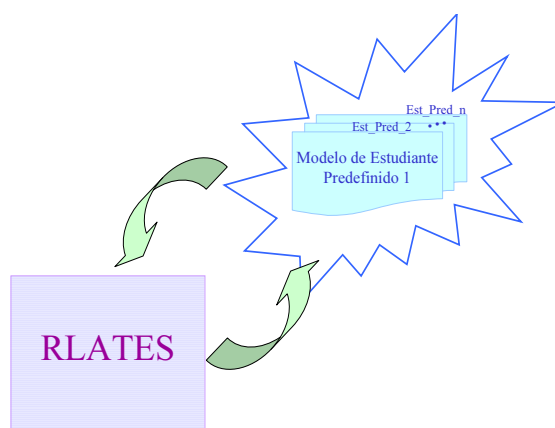 Est_Pred_n
Est_Pred_2 •••
Modelo de Estudiante
Predefinido 1
RLATES